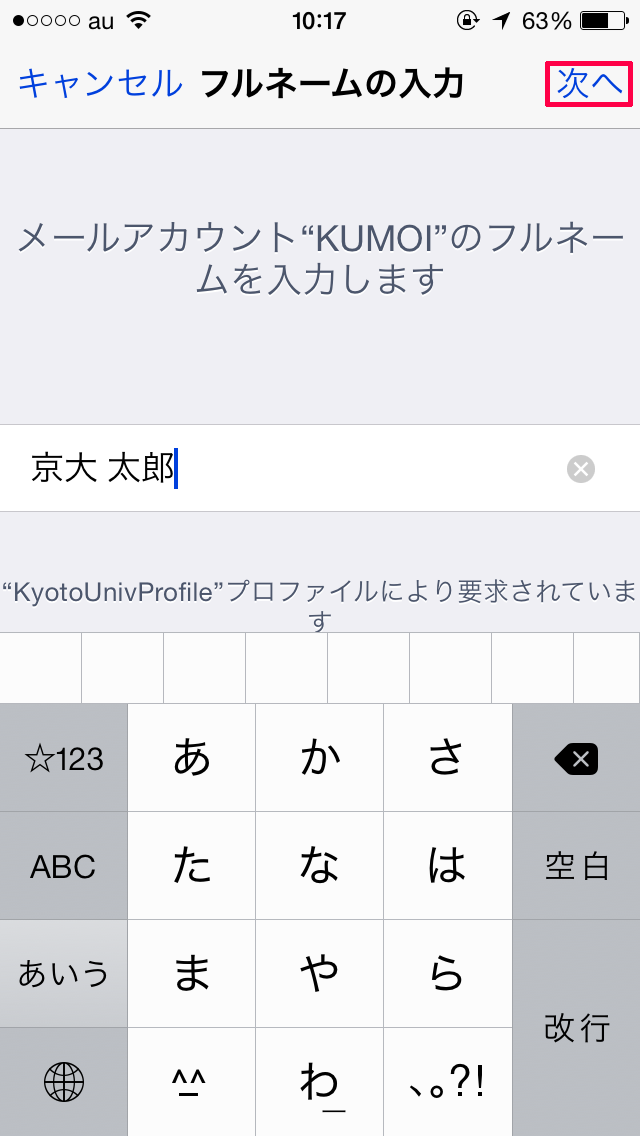 au 10:17 63%
キャンセル フルネームの入力 次へ
メールアカウント“KUMOI”のフルネー
ムを入力します
京大 太郎
“KyotoUnivProfile”プロファイルにより要求されていま
す
☆123 あ か さ
ABC た な は 空白
あいう ま や ら
改行
^_^ わ_ 、。?!